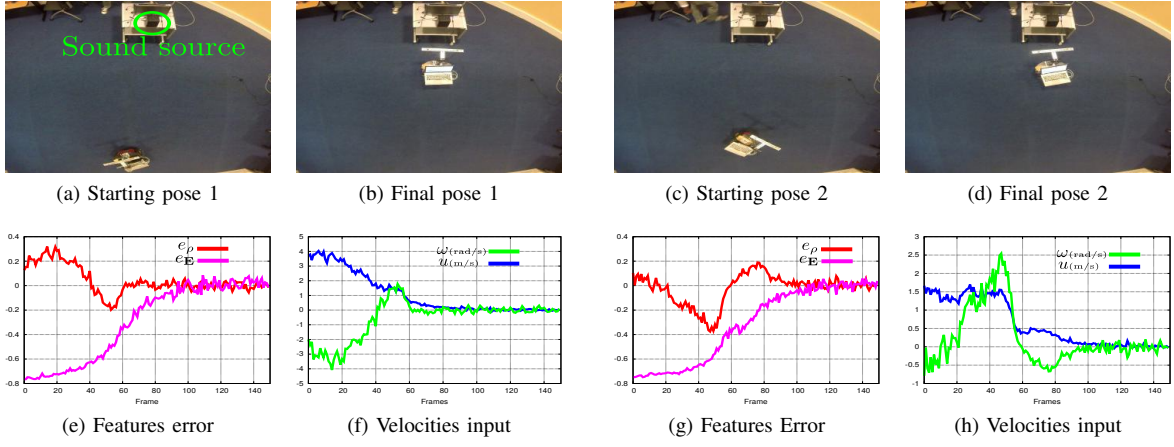 Sound source
(a) Starting pose 1
(b) Final pose 1
(c) Starting pose 2
(d) Final pose 2
0.4
0.2
0
-0.2
-0.4
-0.6
-0.8
eρ
e𝐄
0 20 40 60 80 100 120 140
Frame
(e) Features error
5
4
3
2
1
0
-1
-2
-3
-4
-5
ω(rad/s)
u(m/s)
0 20 40 60 80 100 120 140
Frames
(f) Velocities input
0.4
0.2
0
-0.2
-0.4
-0.6
-0.8
eρ
e𝐄
0 20 40 60 80 100 120 140
Frame
(g) Features Error
3
2.5
2
1.5
1
0.5
0
-0.5
-1
ω(rad/s)
u(m/s)
0 20 40 60 80 100 120 140
Frames
(h) Velocities input